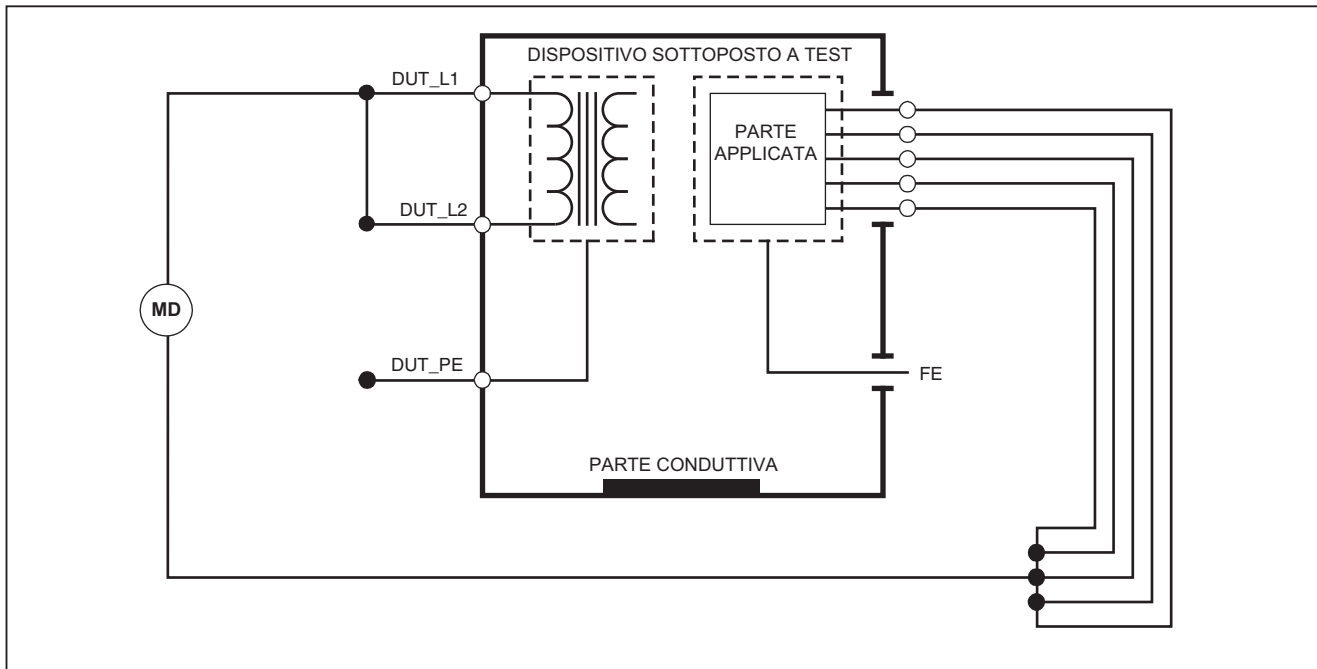 DISPOSITIVO SOTTOPOSTO A TEST
DUT_L1
PARTE
APPLICATA
DUT_L2
MD
DUT_PE
FE
PARTE CONDUTTIVA